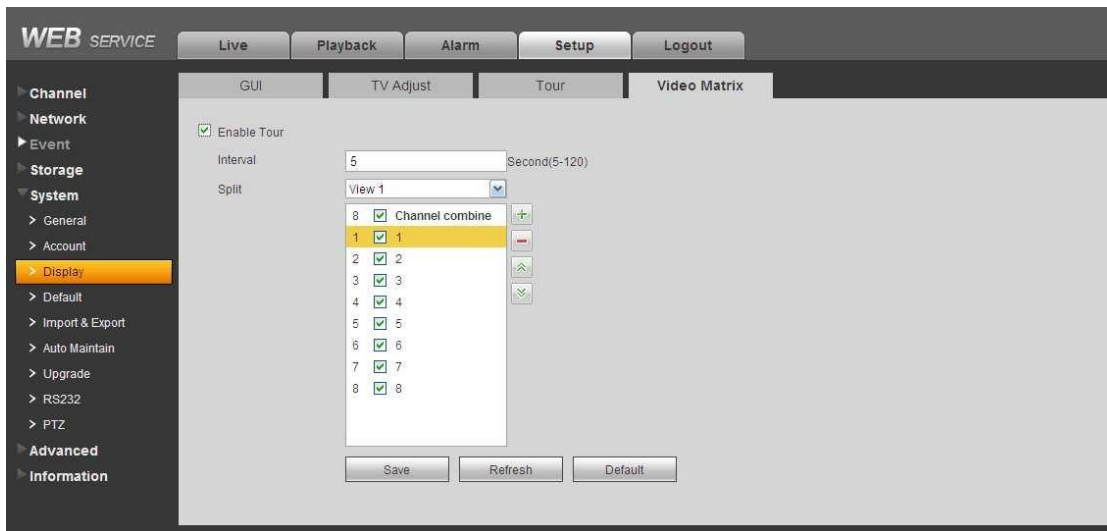 WEB SERVICE
Live Playback Alarm Setup Logout
GUI TV Adjust Tour Video Matrix
Channel
Network
Event
Storage
System
> General
> Account
> Display
> Default
> Import & Export
> Auto Maintain
> Upgrade
> RS232
> PTZ
Advanced
Information
Enable Tour
Interval 5 Second(5-120)
Split View 1
8 Channel combine
1 1
2 2
3 3
4 4
5 5
6 6
7 7
8 8
Save Refresh Default